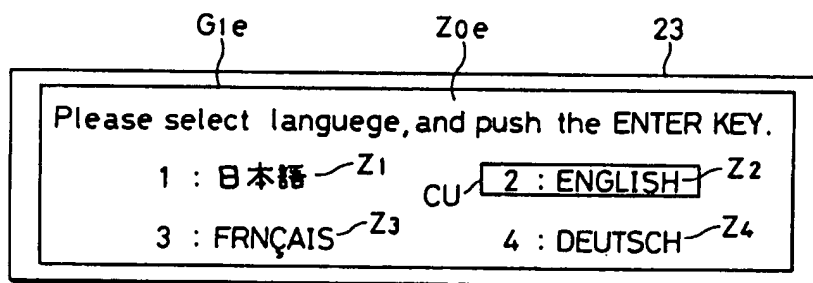 G1e Z0e 23
Please select languege, and push the ENTER KEY.
1 : 日本語 Z1 CU 2 : ENGLISH Z2
3 : FRNÇAIS Z3 4 : DEUTSCH Z4